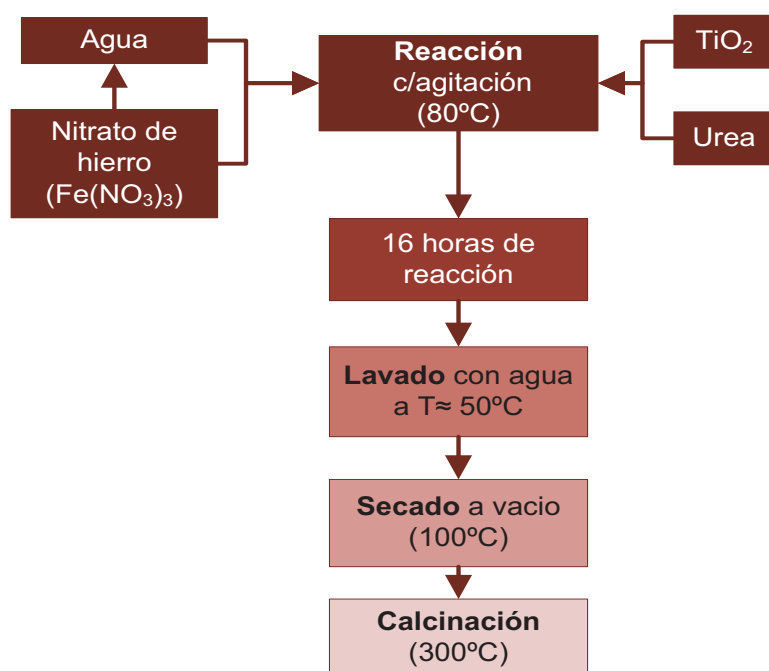 Agua
Nitrato de
hierro
(Fe(NO₃)₃)
Reacción
c/agitación
(80ºC)
TiO₂
Urea
16 horas de
reacción
Lavado con agua
a T≈ 50ºC
Secado a vacio
(100ºC)
Calcinación
(300ºC)